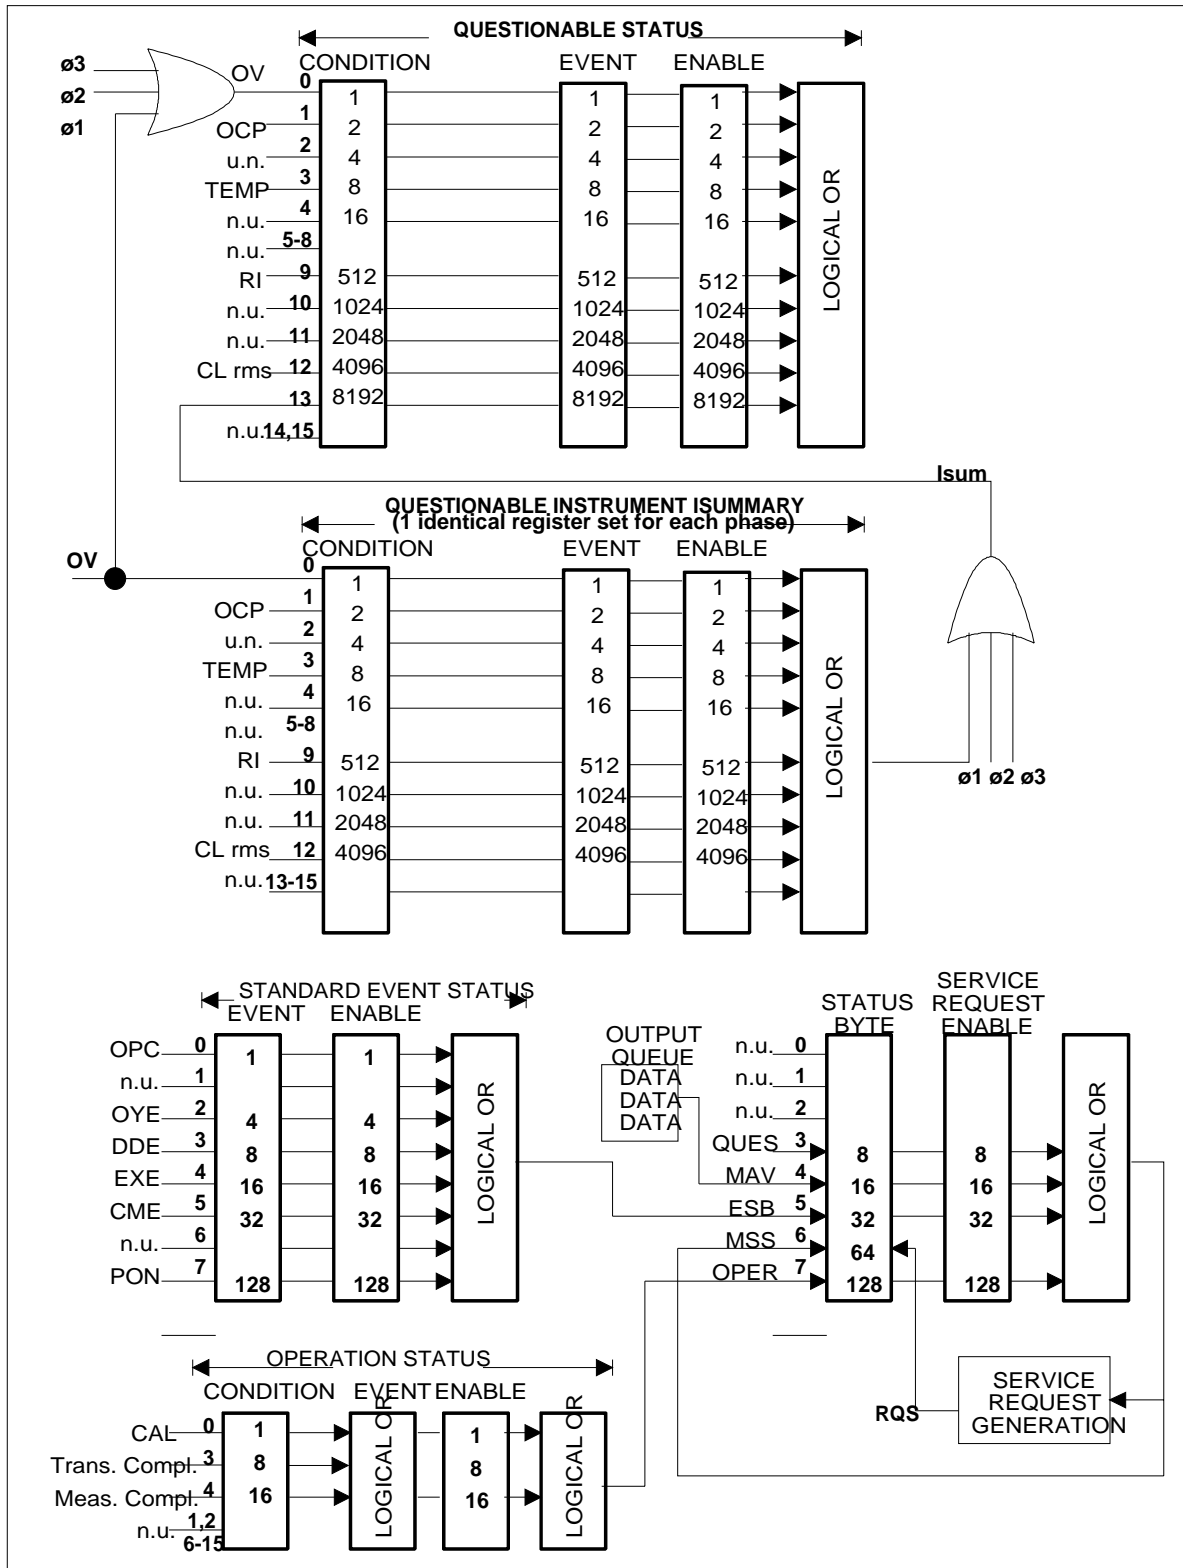 QUESTIONABLE STATUS
CONDITION EVENT ENABLE
ø3
ø2
ø1
OV 0 1 1 1
OCP 1 2 2 2
u.n. 2 4 4 4
TEMP 3 8 8 8
n.u. 4 16 16 16
n.u. 5-8
RI 9 512 512 512
n.u. 10 1024 1024 1024
n.u. 11 2048 2048 2048
CL rms 12 4096 4096 4096
13 8192 8192 8192
n.u. 14,15
LOGICAL OR
Isum
QUESTIONABLE INSTRUMENT ISUMMARY
(1 identical register set for each phase)
CONDITION EVENT ENABLE
OV 0 1 1 1
OCP 1 2 2 2
u.n. 2 4 4 4
TEMP 3 8 8 8
n.u. 4 16 16 16
n.u. 5-8
RI 9 512 512 512
n.u. 10 1024 1024 1024
n.u. 11 2048 2048 2048
CL rms 12 4096 4096 4096
n.u. 13-15
LOGICAL OR
ø1 ø2 ø3
STANDARD EVENT STATUS
EVENT ENABLE
OPC 0 1 1
n.u. 1
OYE 2 4 4
DDE 3 8 8
EXE 4 16 16
CME 5 32 32
n.u. 6
PON 7 128 128
LOGICAL OR
OUTPUT
QUEUE
DATA
DATA
DATA
STATUS
BYTE
SERVICE
REQUEST
ENABLE
n.u. 0
n.u. 1
n.u. 2
QUES 3 8 8
MAV 4 16 16
ESB 5 32 32
MSS 6 64
OPER 7 128 128
LOGICAL OR
RQS
SERVICE
REQUEST
GENERATION
OPERATION STATUS
CONDITION EVENT ENABLE
CAL 0 1 1
Trans. Compl. 3 8 8
Meas. Compl. 4 16 16
n.u. 1,2
6-15
LOGICAL OR
LOGICAL OR